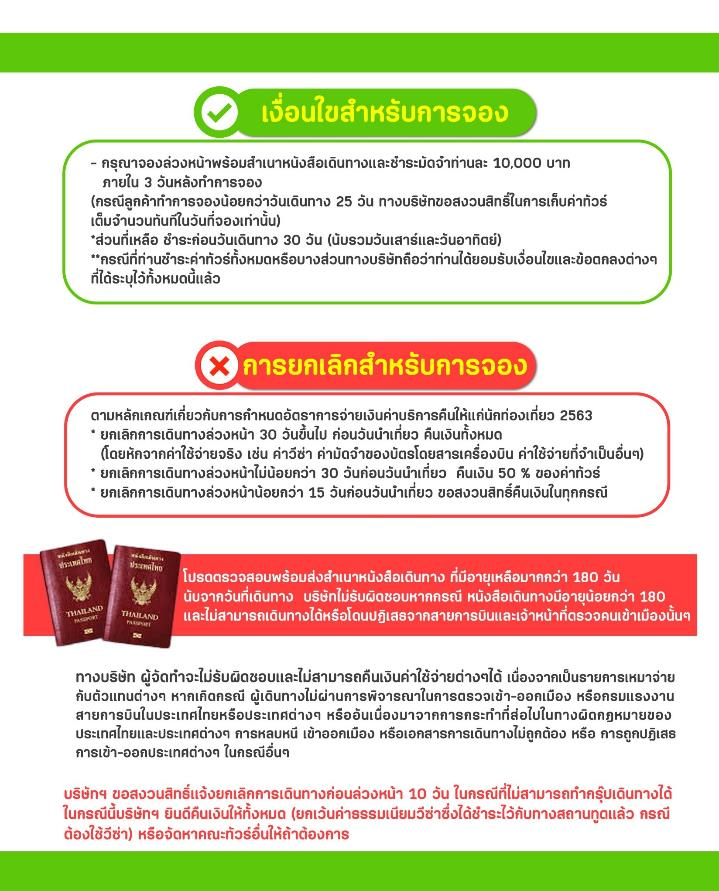 เงื่อนไขสำหรับการจอง
- กรุณาจองล่วงหน้าพร้อมสำเนาหนังสือเดินทางและชำระมัดจำท่านละ 10,000 บาท
ภายใน 3 วันหลังทำการจอง
(กรณีลูกค้าทำการจองน้อยกว่าวันเดินทาง 25 วัน ทางบริษัทขอสงวนสิทธิ์ในการเก็บค่าทัวร์
เต็มจำนวนทันทีในวันที่จองเท่านั้น)
*ส่วนที่เหลือ ชำระก่อนวันเดินทาง 30 วัน (นับรวมวันเสาร์และวันอาทิตย์)
**กรณีที่ท่านชำระค่าทัวร์ทั้งหมดหรือบางส่วนทางบริษัทถือว่าท่านได้ยอมรับเงื่อนไขและข้อตกลงต่างๆ
ที่ได้ระบุไว้ทั้งหมดนี้แล้ว
การยกเลิกสำหรับการจอง
ตามหลักเกณฑ์เกี่ยวกับการกำหนดอัตราการจ่ายเงินค่าบริการคืนให้แก่นักท่องเที่ยว 2563
* ยกเลิกการเดินทางล่วงหน้า 30 วันขึ้นไป ก่อนวันนำเที่ยว คืนเงินทั้งหมด
(โดยหักจากค่าใช้จ่ายจริง เช่น ค่าวีซ่า ค่ามัดจำของบัตรโดยสารเครื่องบิน ค่าใช้จ่ายที่จำเป็นอื่นๆ)
* ยกเลิกการเดินทางล่วงหน้าไม่น้อยกว่า 30 วันก่อนวันนำเที่ยว คืนเงิน 50 % ของค่าทัวร์
* ยกเลิกการเดินทางล่วงหน้าน้อยกว่า 15 วันก่อนวันนำเที่ยว ขอสงวนสิทธิ์คืนเงินในทุกกรณี
หนังสือเดินทาง
ประเทศไทย
THAILAND
PASSPORT
หนังสือเดินทาง
ประเทศไทย
THAILAND
PASSPORT
โปรดตรวจสอบพร้อมส่งสำเนาหนังสือเดินทาง ที่มีอายุเหลือมากกว่า 180 วัน
นับจากวันที่เดินทาง บริษัทไม่รับผิดชอบหากกรณี หนังสือเดินทางมีอายุน้อยกว่า 180
และไม่สามารถเดินทางได้หรือโดนปฏิเสธจากสายการบินและเจ้าหน้าที่ตรวจคนเข้าเมืองนั้นๆ
ทางบริษัท ผู้จัดทำจะไม่รับผิดชอบและไม่สามารถคืนเงินค่าใช้จ่ายต่างๆได้ เนื่องจากเป็นรายการเหมาจ่าย
กับตัวแทนต่างๆ หากเกิดกรณี ผู้เดินทางไม่ผ่านการพิจารณาในการตรวจเข้า-ออกเมือง หรือกรมแรงงาน
สายการบินในประเทศไทยหรือประเทศต่างๆ หรืออันเนื่องมาจากการกระทำที่ส่อไปในทางผิดกฎหมายของ
ประเทศไทยและประเทศต่างๆ การหลบหนี เข้าออกเมือง หรือเอกสารการเดินทางไม่ถูกต้อง หรือ การถูกปฏิเสธ
การเข้า-ออกประเทศต่างๆ ในกรณีอื่นๆ
บริษัทฯ ขอสงวนสิทธิ์แจ้งยกเลิกการเดินทางก่อนล่วงหน้า 10 วัน ในกรณีที่ไม่สามารถทำกรุ๊ปเดินทางได้
ในกรณีนี้บริษัทฯ ยินดีคืนเงินให้ทั้งหมด (ยกเว้นค่าธรรมเนียมวีซ่าซึ่งได้ชำระไว้กับทางสถานทูตแล้ว กรณี
ต้องใช้วีซ่า) หรือจัดหาคณะทัวร์อื่นให้ถ้าต้องการ